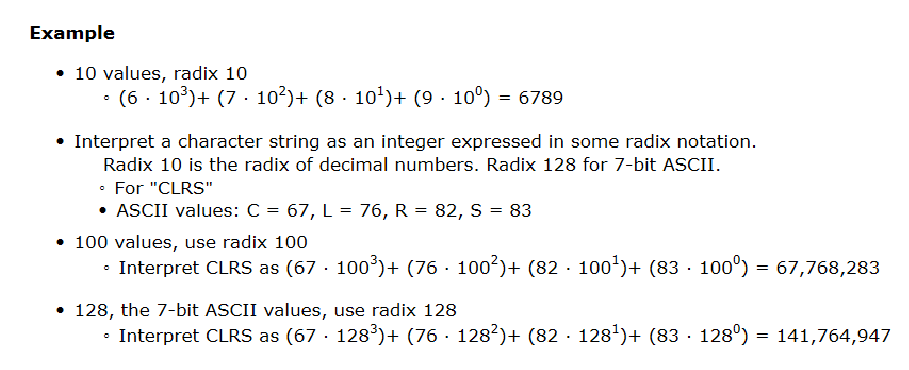 Example
• 10 values, radix 10
◦ (6 · 10³)+ (7 · 10²)+ (8 · 10¹)+ (9 · 10⁰) = 6789
• Interpret a character string as an integer expressed in some radix notation.
Radix 10 is the radix of decimal numbers. Radix 128 for 7-bit ASCII.
◦ For "CLRS"
• ASCII values: C = 67, L = 76, R = 82, S = 83
• 100 values, use radix 100
◦ Interpret CLRS as (67 · 100³)+ (76 · 100²)+ (82 · 100¹)+ (83 · 100⁰) = 67,768,283
• 128, the 7-bit ASCII values, use radix 128
◦ Interpret CLRS as (67 · 128³)+ (76 · 128²)+ (82 · 128¹)+ (83 · 128⁰) = 141,764,947